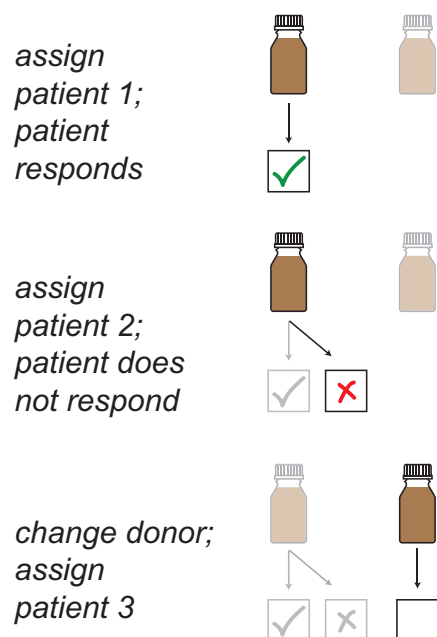 assign
patient 1;
patient
responds
assign
patient 2;
patient does
not respond
change donor;
assign
patient 3